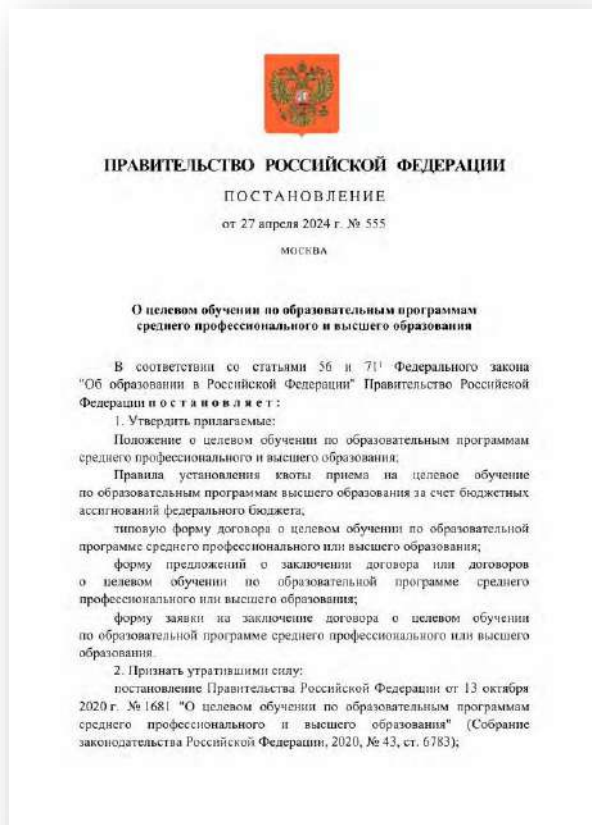 ПРАВИТЕЛЬСТВО РОССИЙСКОЙ ФЕДЕРАЦИИ
ПОСТАНОВЛЕНИЕ
от 27 апреля 2024 г. № 555
МОСКВА
О целевом обучении по образовательным программам
среднего профессионального и высшего образования
В соответствии со статьями 56 и 71¹ Федерального закона
"Об образовании в Российской Федерации" Правительство Российской
Федерации постановляет:
1. Утвердить прилагаемые:
Положение о целевом обучении по образовательным программам
среднего профессионального и высшего образования;
Правила установления квоты приема на целевое обучение
по образовательным программам высшего образования за счет бюджетных
ассигнований федерального бюджета;
типовую форму договора о целевом обучении по образовательной
программе среднего профессионального или высшего образования;
форму предложений о заключении договора или договоров
о целевом обучении по образовательной программе среднего
профессионального или высшего образования;
форму заявки на заключение договора о целевом обучении
по образовательной программе среднего профессионального или высшего
образования.
2. Признать утратившими силу:
постановление Правительства Российской Федерации от 13 октября
2020 г. № 1681 "О целевом обучении по образовательным программам
среднего профессионального и высшего образования" (Собрание
законодательства Российской Федерации, 2020, № 43, ст. 6783);